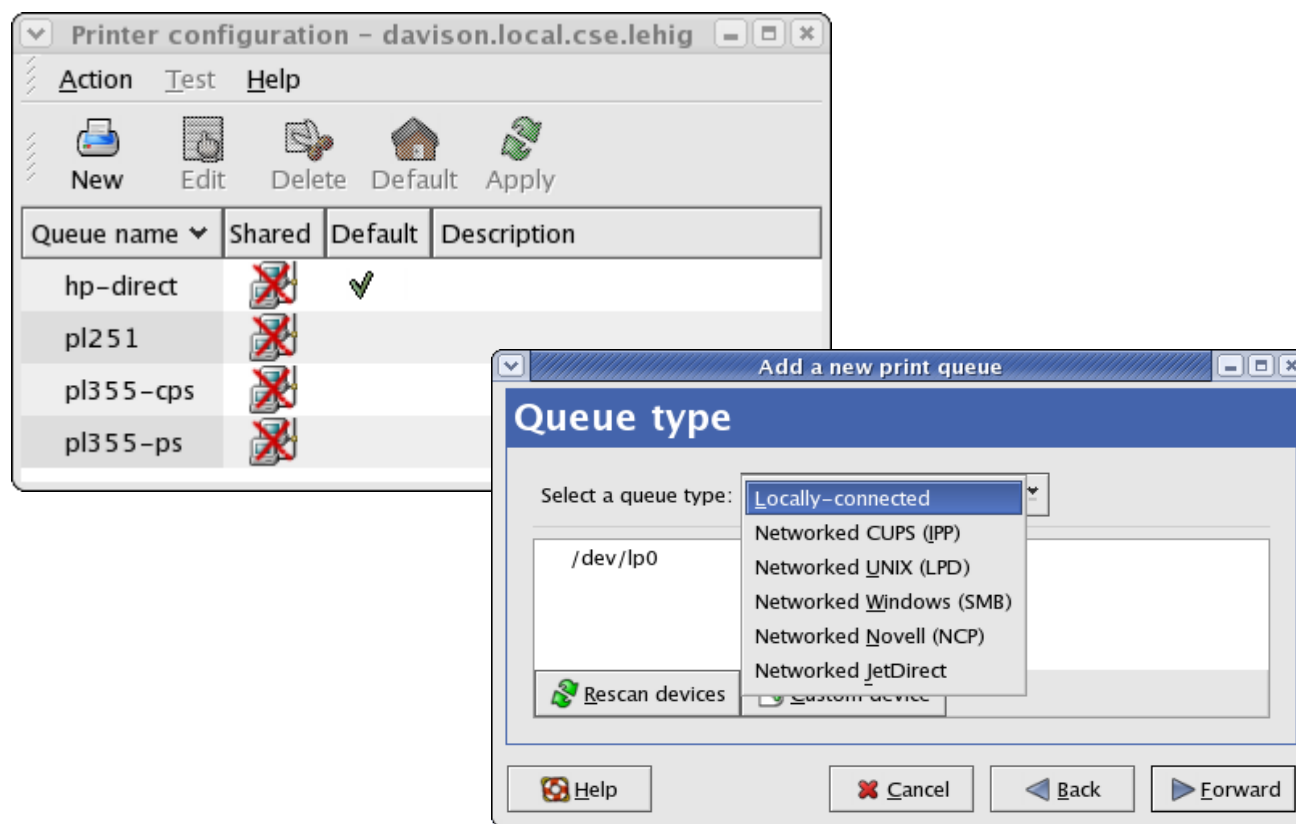 Printer configuration – davison.local.cse.lehig
Action Test Help
New Edit Delete Default Apply
Queue name Shared Default Description
hp–direct
pl251
pl355–cps
pl355–ps
Add a new print queue
Queue type
Select a queue type:
Locally–connected
Networked CUPS (IPP)
Networked UNIX (LPD)
Networked Windows (SMB)
Networked Novell (NCP)
Networked JetDirect
/dev/lp0
Rescan devices Custom device
Help Cancel Back Forward